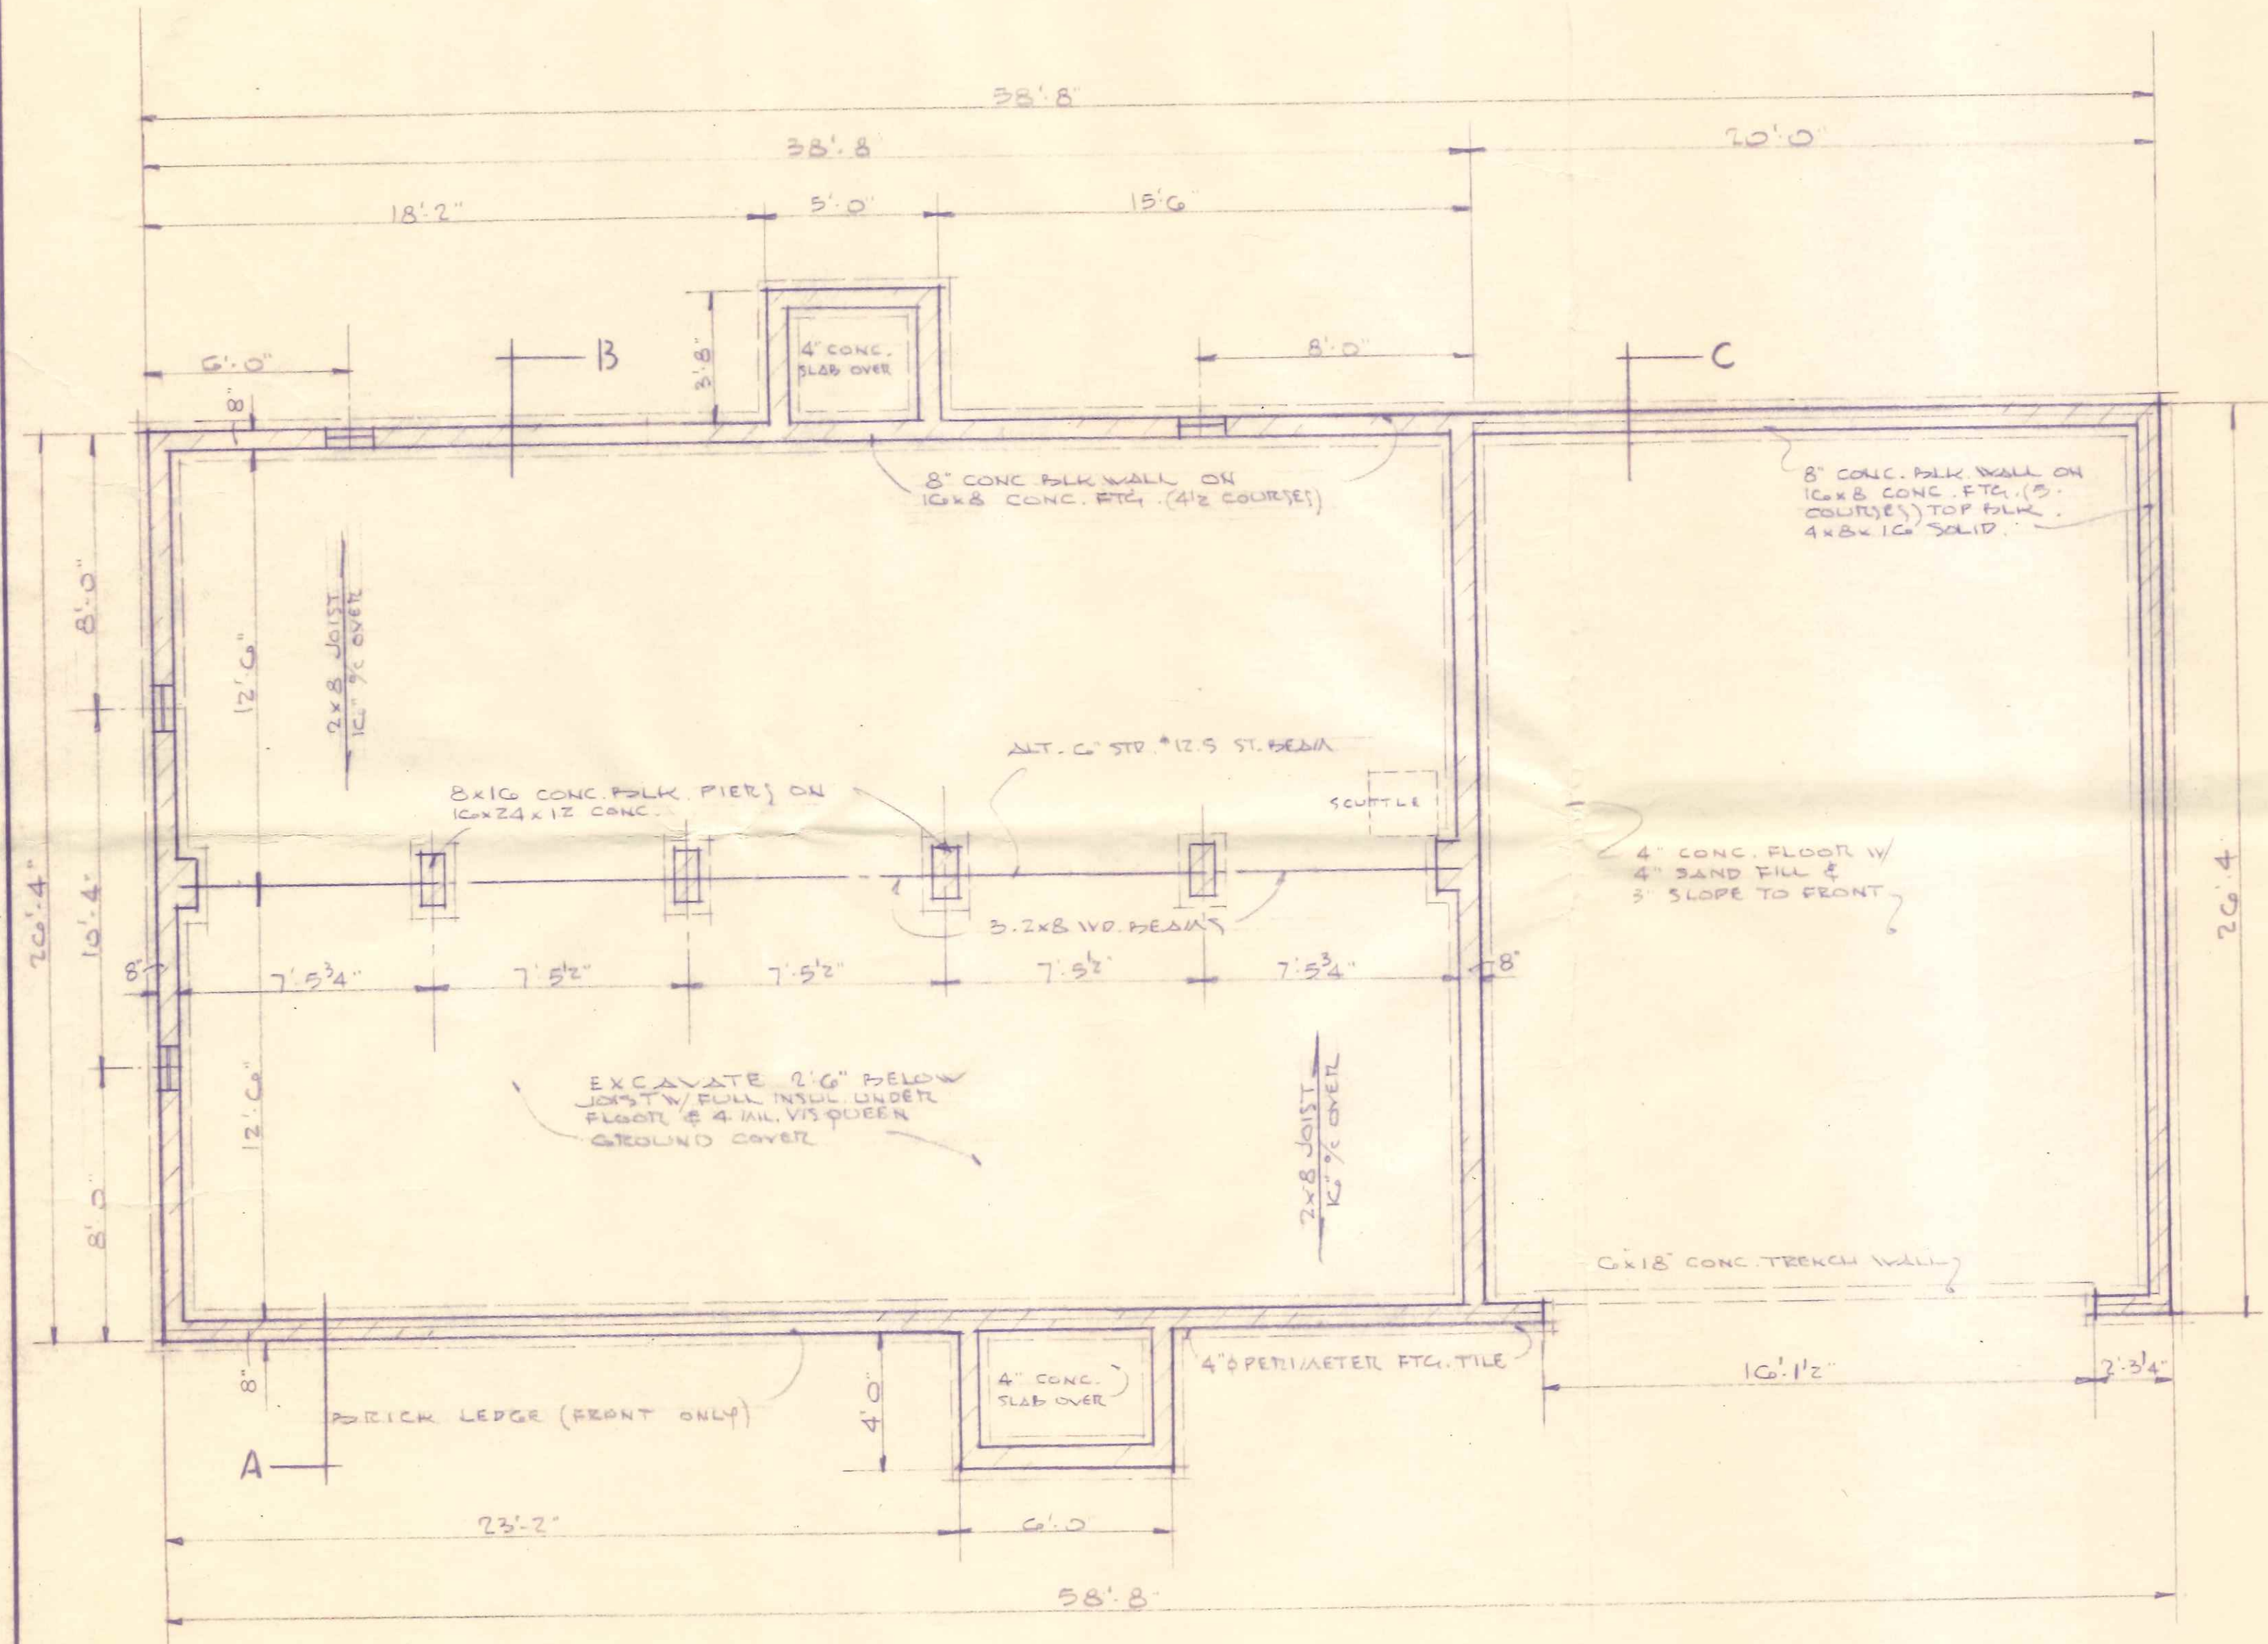 58'-8"
38'-8"
20'-0"
18'-2"
5'-0"
15'-6"
6'-0"
8"
B
3'-8"
4" CONC.
SLAB OVER
8'-0"
C
8" CONC BLK WALL ON
16x8 CONC. FTG. (4½ COURSES)
8" CONC. BLK. WALL ON
16x8 CONC. FTG. (5-
COURSES) TOP BLK.
4x8x16 SOLID.
26'-4"
8'-0"
10'-4"
8'-0"
12'-6"
2x8 JOIST
16" o/c OVER
ALT. 6" STD. #12.5 ST. BEAM
8x16 CONC. BLK. PIERS ON
16x24x12 CONC.
SCUTTLE
3-2x8 WD. BEAM'S
4" CONC. FLOOR W/
4" SAND FILL &
3" SLOPE TO FRONT
26'-4
8"
7'-5¾"
7'-5½"
7'-5½"
7'-5½"
7'-5¾"
8"
12'-6"
EXCAVATE 2'-6" BELOW
JOIST W/ FULL INSUL. UNDER
FLOOR & 4 MIL. VISQUEEN
GROUND COVER
2x8 JOIST
16" o/c OVER
6"x18" CONC. TRENCH WALL
8"
BRICK LEDGE (FRONT ONLY)
4'-0"
4" CONC.
SLAB OVER
4"ϕ PERIMETER FTG. TILE
16'-1½"
2'-3¼"
A
23'-2"
6'-0
58'-8"